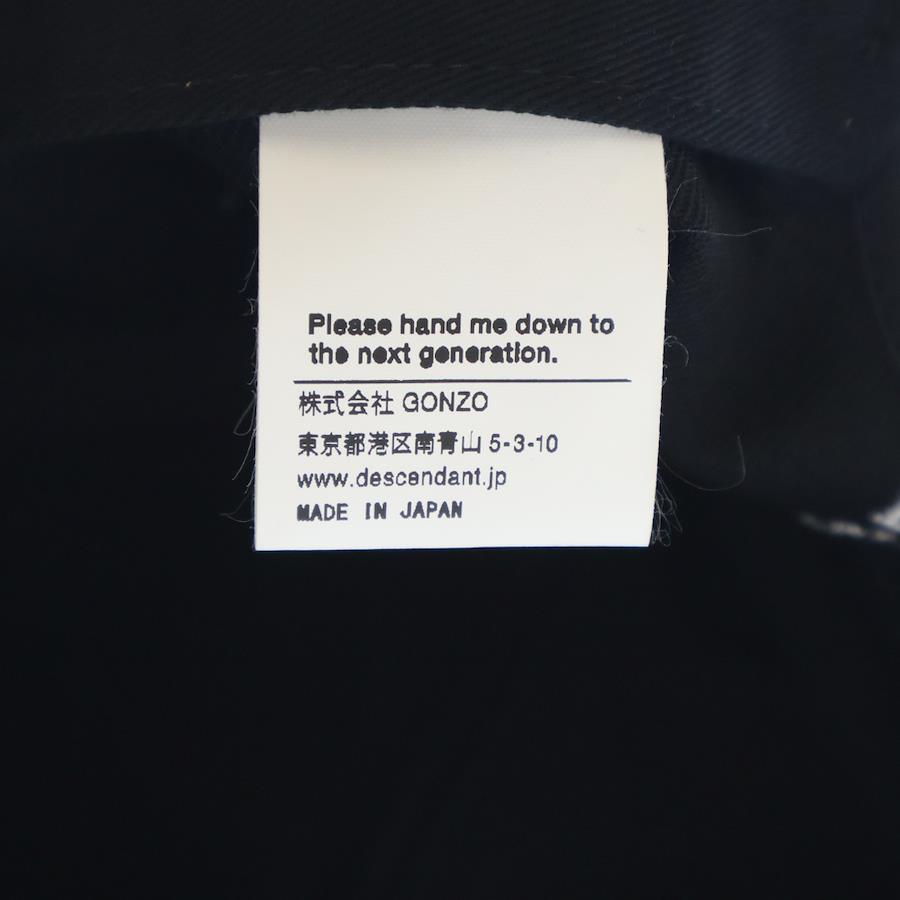 Please hand me down to
the next generation.
株式会社 GONZO
東京都港区南青山 5-3-10
www.descendant.jp
MADE IN JAPAN